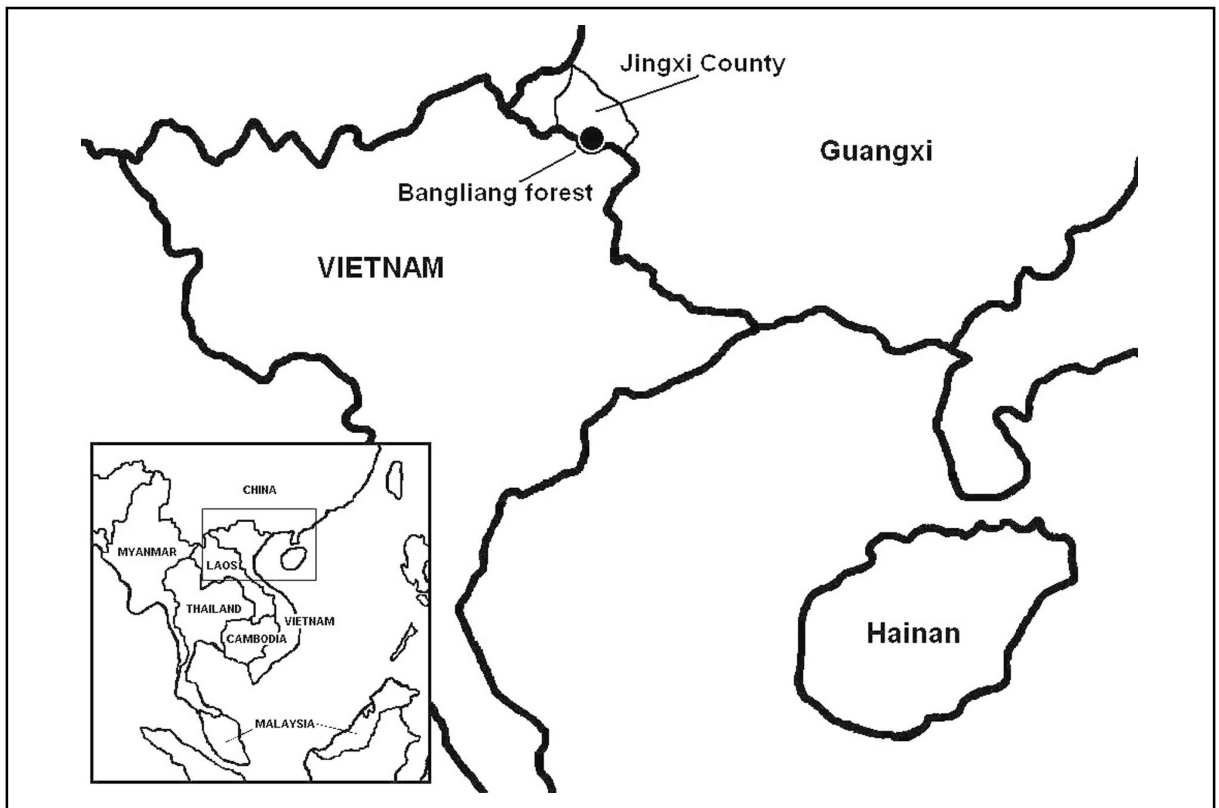 Jingxi County
Guangxi
Bangliang forest
VIETNAM
Hainan
CHINA
MYANMAR
LAOS
THAILAND
VIETNAM
CAMBODIA
MALAYSIA